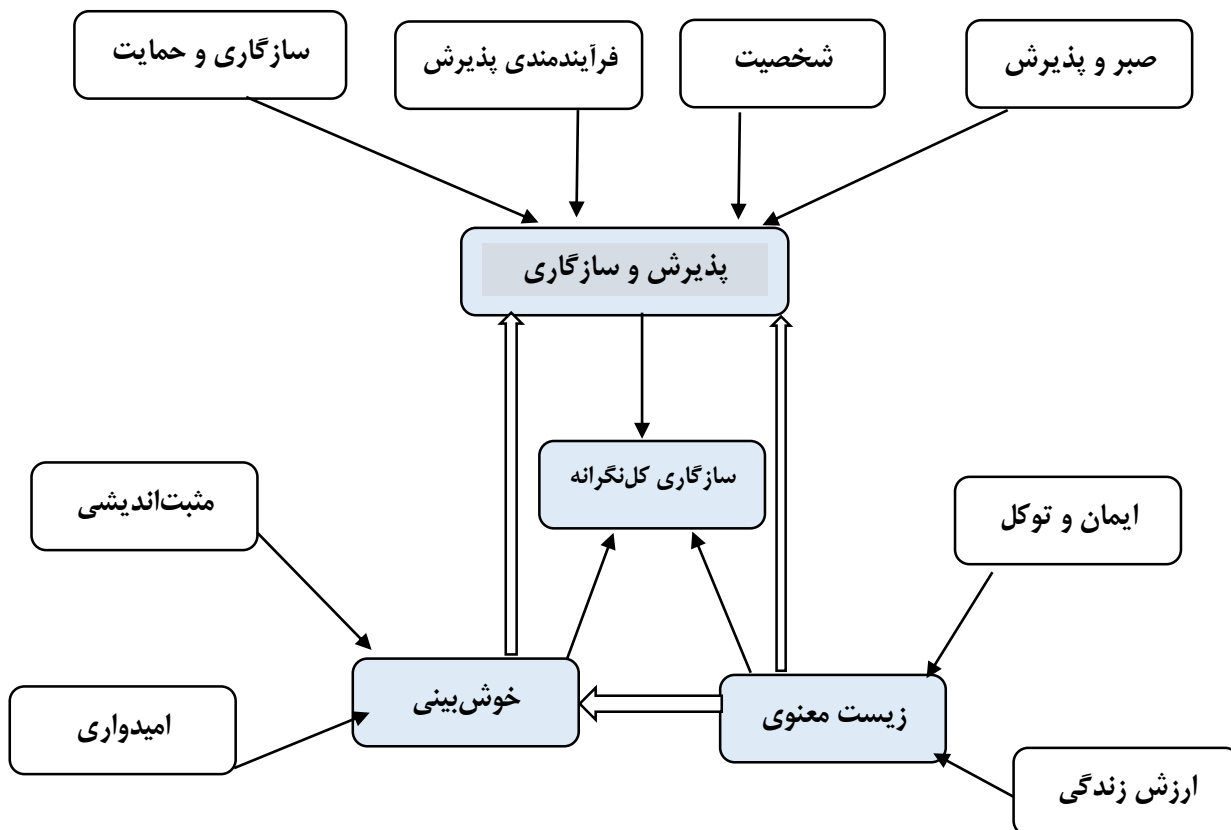 صبر و پذیرش
شخصیت
فرآیندمندی پذیرش
سازگاری و حمایت
پذیرش و سازگاری
سازگاری کل‌نگرانه
ایمان و توکل
مثبت‌اندیشی
زیست معنوی
خوش‌بینی
ارزش زندگی
امیدواری